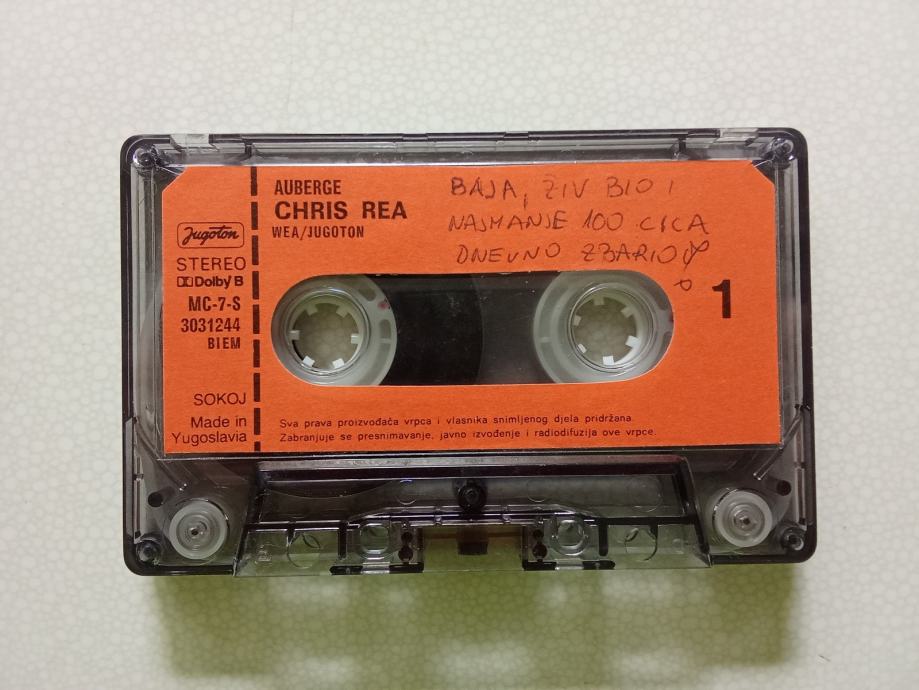 Jugoton
STEREO
Dolby B
MC-7-S
3031244
BIEM
SOKOJ
Made in
Yugoslavia
AUBERGE
CHRIS REA
WEA/JUGOTON
BAJA, ŽIV BIO I
NAJMANJE 100 CICA
DNEVNO ZBARIO
1
Sva prava proizvođača vrpca i vlasnika snimljenog djela pridržana.
Zabranjuje se presnimavanje, javno izvođenje i radiodifuzija ove vrpce.